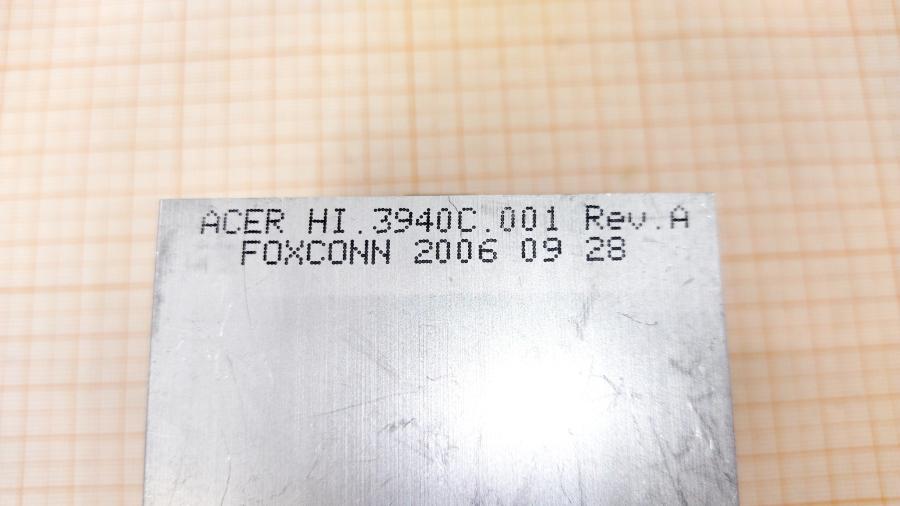 ACER HI.3940C.001 Rev.A
FOXCONN 2006 09 28